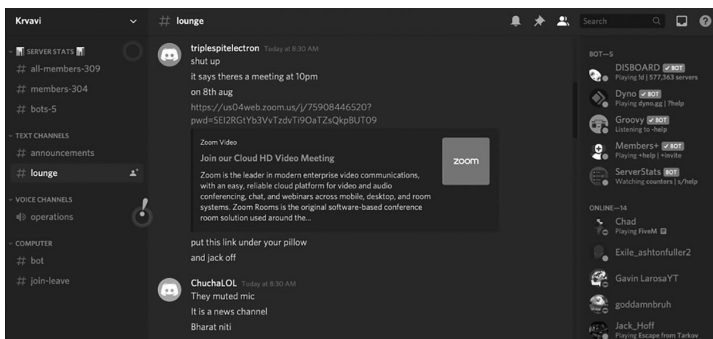 Krvavi
# lounge
Search
SERVER STATS
# all-members-309
# members-304
# bots-5
TEXT CHANNELS
# announcements
# lounge
VOICE CHANNELS
operations
COMPUTER
# bot
# join-leave
triplespitelectron Today at 8:30 AM
shut up
it says theres a meeting at 10pm
on 8th aug
https://us04web.zoom.us/j/75908446520?
pwd=5EI2RGtYb3VvTzdvTi9OaTZsQkpBUT09
Zoom Video
Join our Cloud HD Video Meeting
zoom
Zoom is the leader in modern enterprise video communications,
with an easy, reliable cloud platform for video and audio
conferencing, chat, and webinars across mobile, desktop, and room
systems. Zoom Rooms is the original software-based conference
room solution used around the...
put this link under your pillow
and jack off
ChuchaLOL Today at 8:30 AM
They muted mic
It is a news channel
Bharat niti
BOT—5
DISBOARD BOT
Playing !d | 577,363 servers
Dyno BOT
Playing dyno.gg | ?help
Groovy BOT
Listening to -help
Members+ BOT
Playing +help | +invite
ServerStats BOT
Watching counters | s/help
ONLINE—14
Chad
Playing FiveM
Exile_ashtonfuller2
Gavin LarosaYT
goddamnbruh
Jack_Hoff
Playing Escape from Tarkov